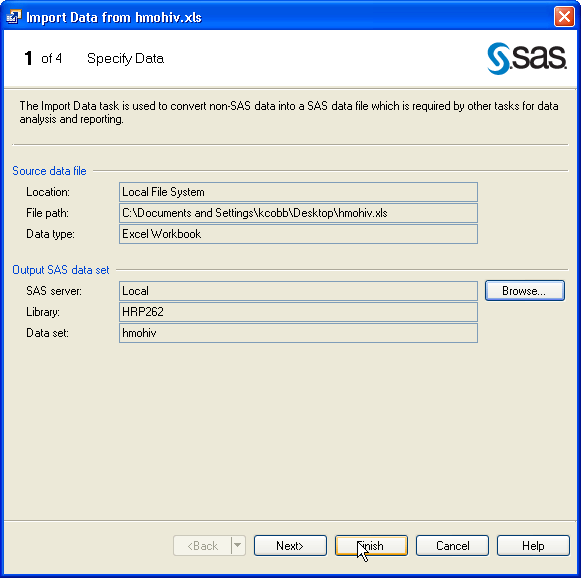 Import Data from hmohiv.xls
1 of 4 Specify Data
sas.
The Import Data task is used to convert non-SAS data into a SAS data file which is required by other tasks for data
analysis and reporting.
Source data file
Location: Local File System
File path: C:\Documents and Settings\kcobb\Desktop\hmohiv.xls
Data type: Excel Workbook
Output SAS data set
SAS server: Local Browse...
Library: HRP262
Data set: hmohiv
<Back Next> Finish Cancel Help